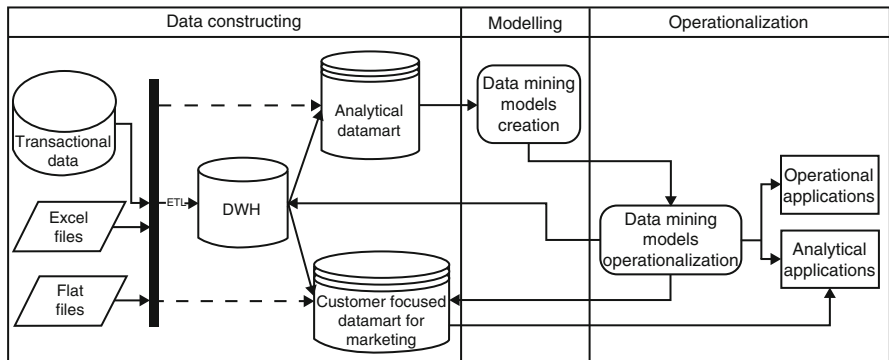 Data constructing
Modelling
Operationalization
Transactional
data
Excel
files
Flat
files
ETL
DWH
Analytical
datamart
Customer focused
datamart for
marketing
Data mining
models
creation
Data mining
models
operationalization
Operational
applications
Analytical
applications